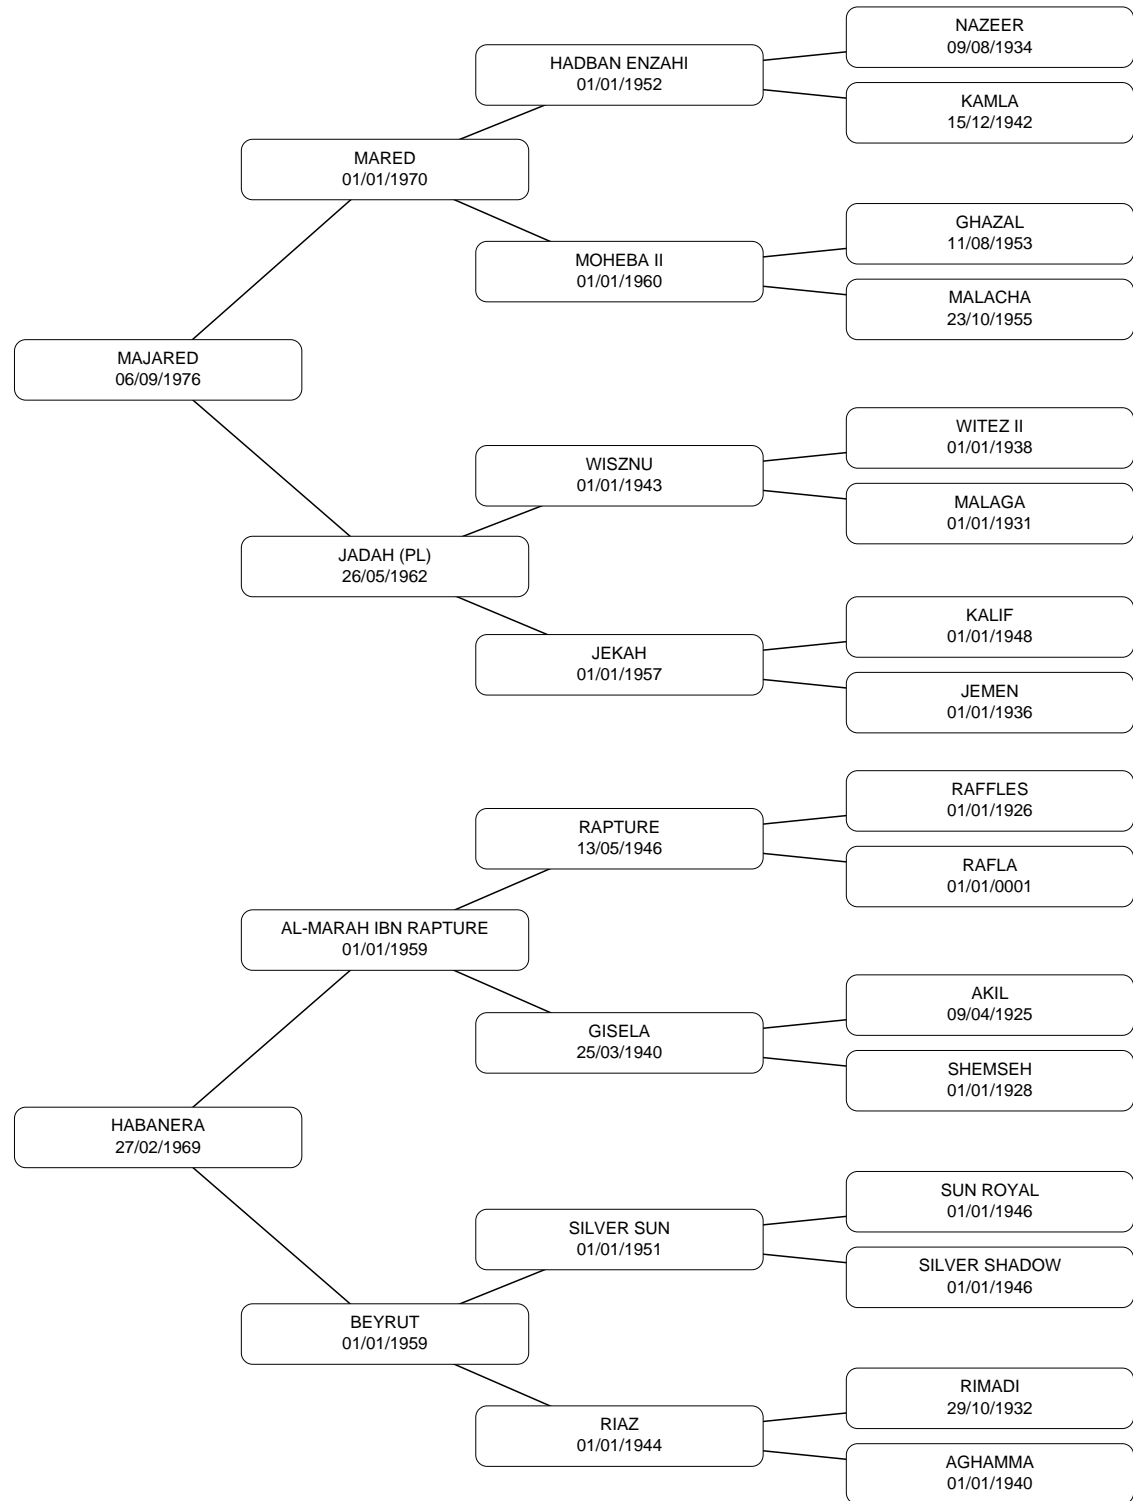 NAZEER
09/08/1934
HADBAN ENZAHI
01/01/1952
KAMLA
15/12/1942
MARED
01/01/1970
GHAZAL
11/08/1953
MOHEBA II
01/01/1960
MALACHA
23/10/1955
MAJARED
06/09/1976
WITEZ II
01/01/1938
WISZNU
01/01/1943
MALAGA
01/01/1931
JADAH (PL)
26/05/1962
KALIF
01/01/1948
JEKAH
01/01/1957
JEMEN
01/01/1936
RAFFLES
01/01/1926
RAPTURE
13/05/1946
RAFLA
01/01/0001
AL-MARAH IBN RAPTURE
01/01/1959
AKIL
09/04/1925
GISELA
25/03/1940
SHEMSEH
01/01/1928
HABANERA
27/02/1969
SUN ROYAL
01/01/1946
SILVER SUN
01/01/1951
SILVER SHADOW
01/01/1946
BEYRUT
01/01/1959
RIMADI
29/10/1932
RIAZ
01/01/1944
AGHAMMA
01/01/1940